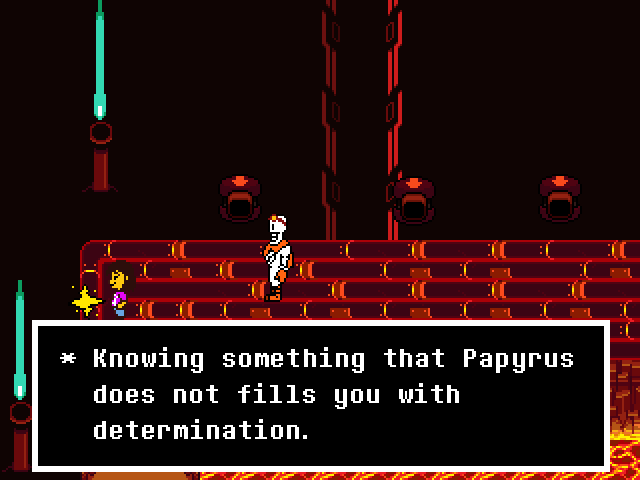 * Knowing something that Papyrus
does not fills you with
determination.